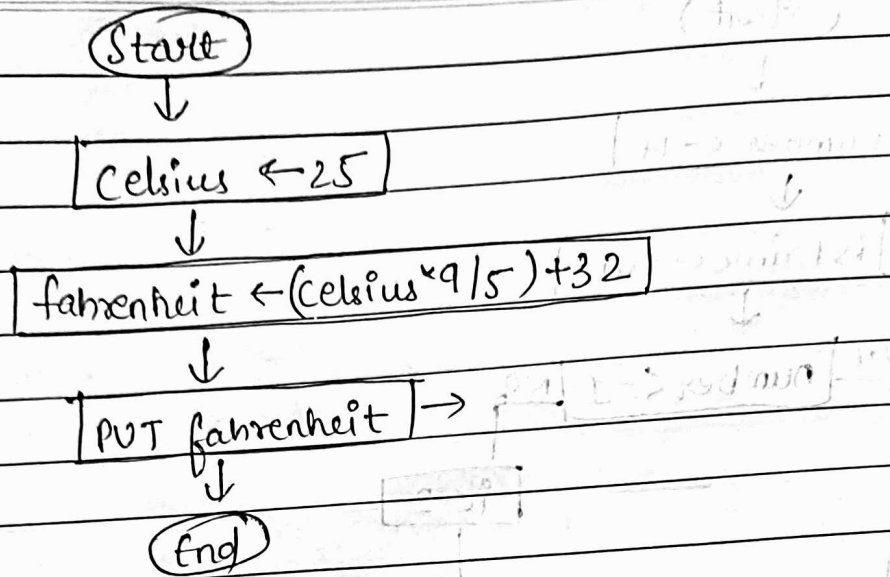 Start
↓
Celsius ← 25
↓
fahrenheit ← (Celsius*9/5)+32
↓
PUT fahrenheit →
↓
End